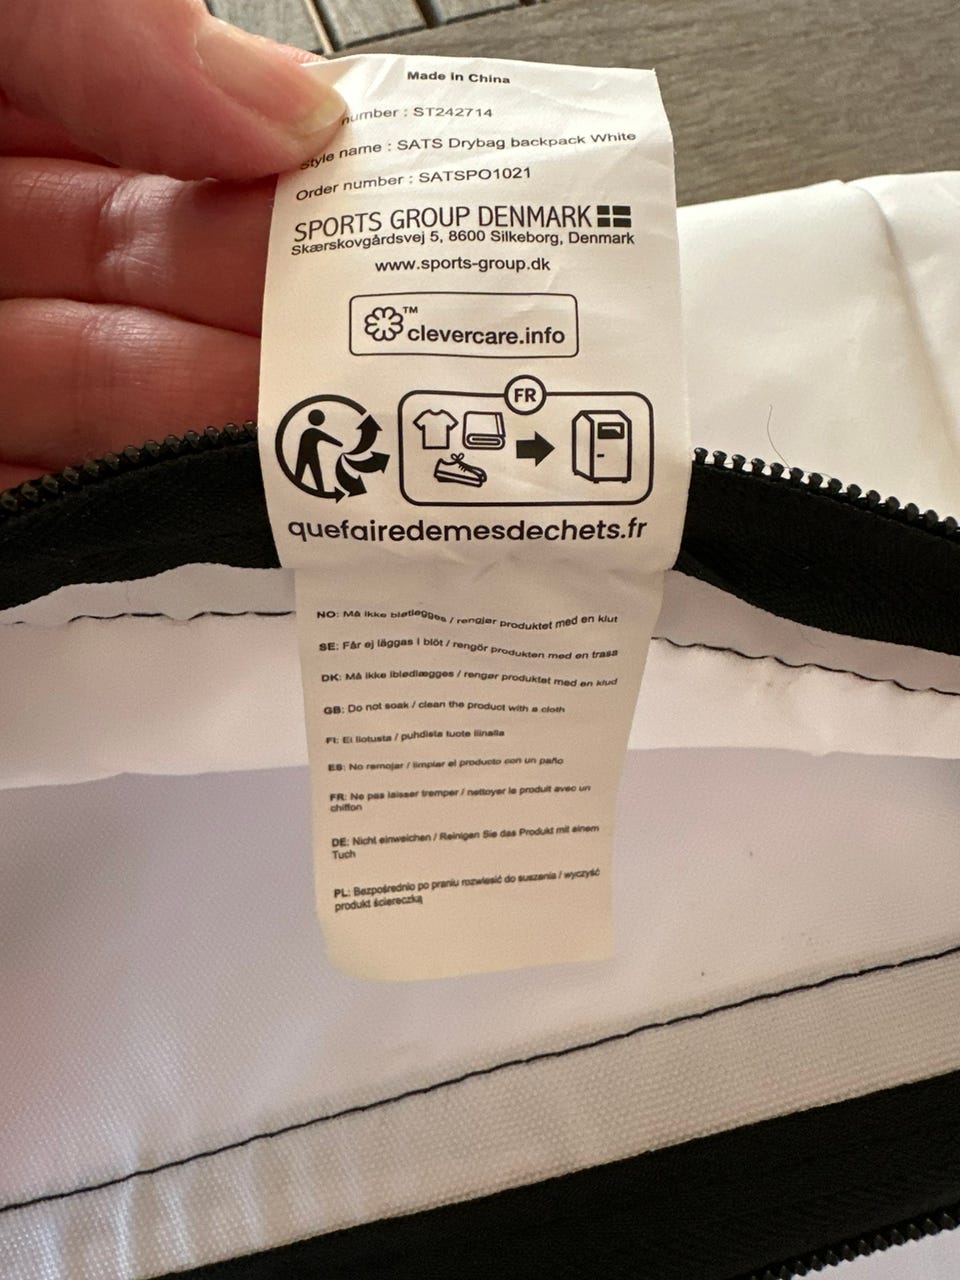 Made in China
number : ST242714
Style name : SATS Drybag backpack White
Order number : SATSPO1021
SPORTS GROUP DENMARK
Skærskovgårdsvej 5, 8600 Silkeborg, Denmark
www.sports-group.dk
TM
clevercare.info
FR
quefairedemesdechets.fr
NO: Må ikke bløtlegges / rengjør produktet med en klut
SE: Får ej läggas i blöt / rengör produkten med en trasa
DK: Må ikke iblødlægges / rengør produktet med en klud
GB: Do not soak / clean the product with a cloth
FI: Ei liotusta / puhdista tuote liinalla
ES: No remojar / limpiar el producto con un paño
FR: Ne pas laisser tremper / nettoyer le produit avec un
chiffon
DE: Nicht einweichen / Reinigen Sie das Produkt mit einem
Tuch
PL: Bezpośrednio po praniu rozwiesić do suszenia / wyczyść
produkt ściereczką